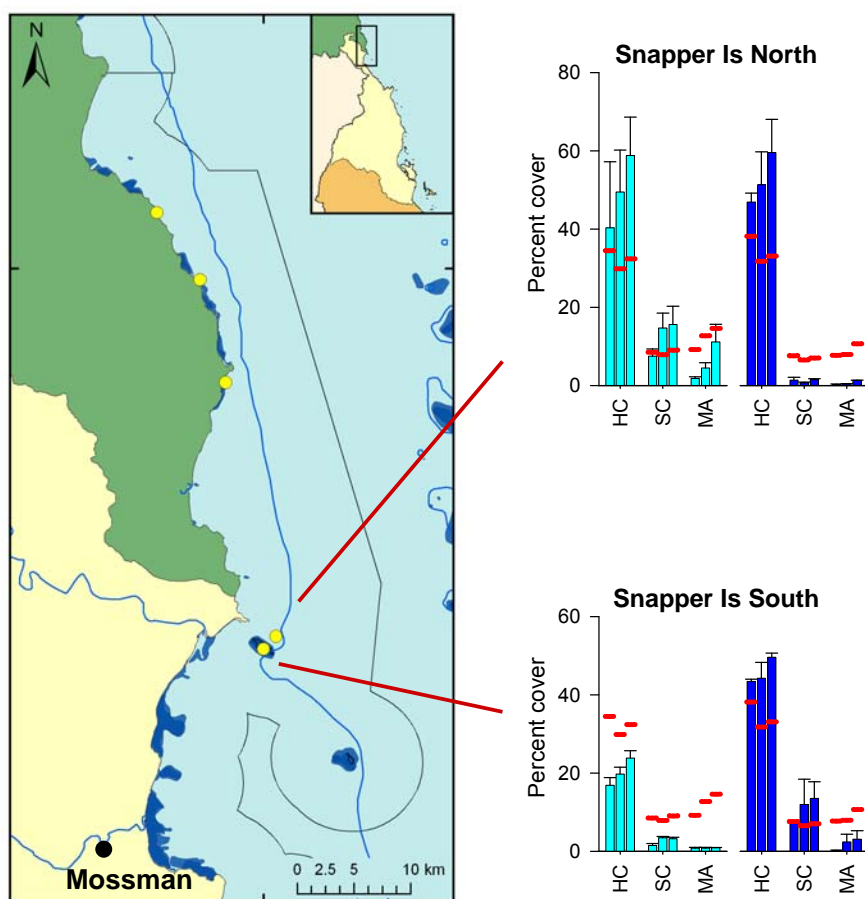 N
Mossman
0 2.5 5 10 km
Snapper Is North
Percent cover
80
60
40
20
0
HC SC MA HC SC MA
Snapper Is South
Percent cover
60
40
20
0
HC SC MA HC SC MA